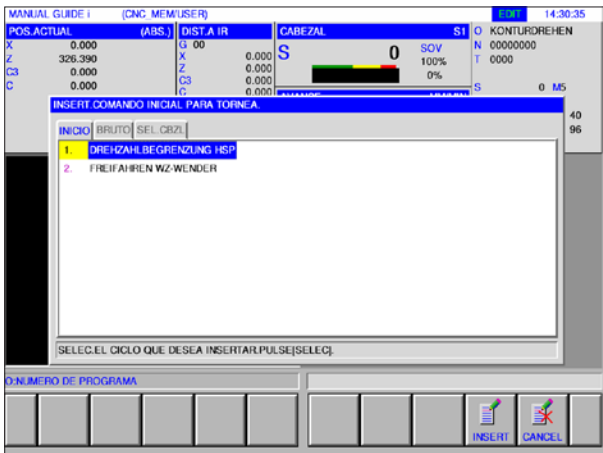 MANUAL GUIDE i (CNC_MEM/USER) EDIT 14:30:35
POS.ACTUAL (ABS.) DIST.A IR CABEZAL S1 O KONTURDREHEN
X 0.000 G 00 S 0 SOV N 00000000
Z 326.390 X 0.000 100% T 0000
C3 0.000 Z 0.000 0%
C 0.000 C3 0.000 S 0 M5
C 0.000
INSERT.COMANDO INICIAL PARA TORNEA.
40
INICIO BRUTO SEL.CBZL 96
1. DREHZAHLBEGRENZUNG HSP
2. FREIFAHREN WZ-WENDER
SELEC.EL CICLO QUE DESEA INSERTAR.PULSE[SELEC].
O:NUMERO DE PROGRAMA
INSERT CANCEL